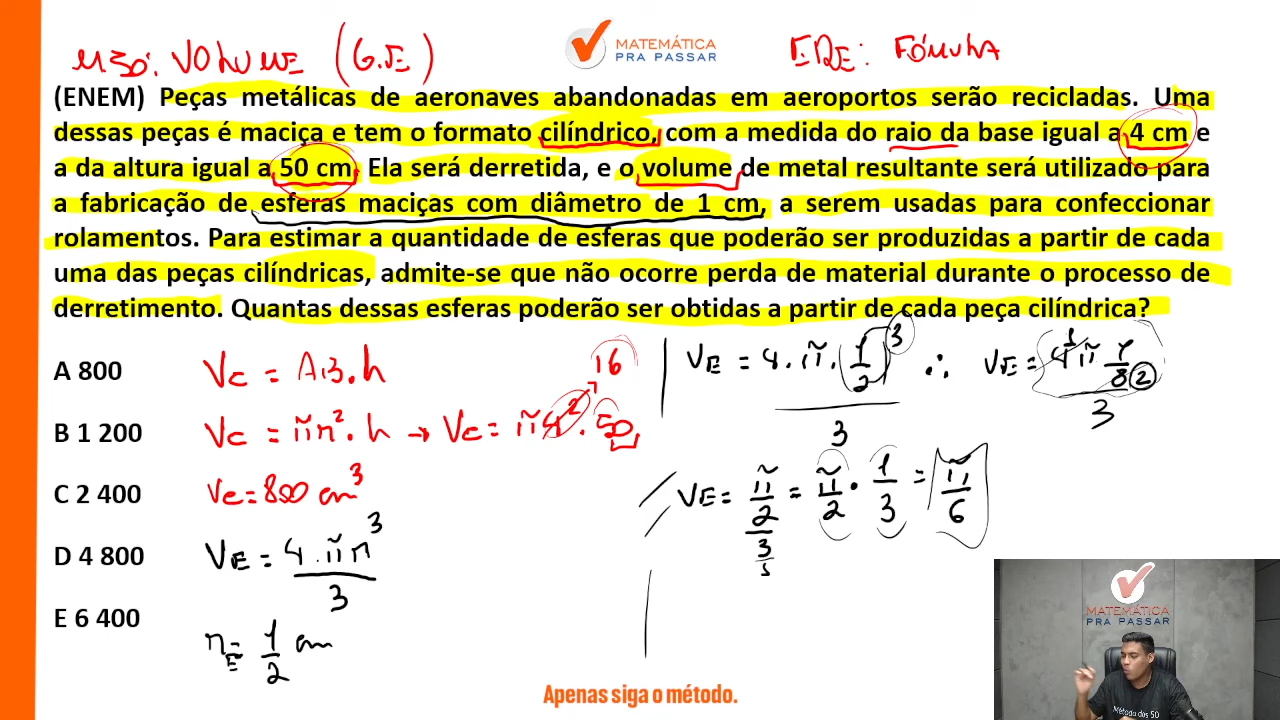 MATEMÁTICA
PRA PASSAR
M50: VOLUME (G.E)
EDE: FÓMULA
(ENEM) Peças metálicas de aeronaves abandonadas em aeroportos serão recicladas. Uma
dessas peças é maciça e tem o formato cilíndrico, com a medida do raio da base igual a 4 cm e
a da altura igual a 50 cm. Ela será derretida, e o volume de metal resultante será utilizado para
a fabricação de esferas maciças com diâmetro de 1 cm, a serem usadas para confeccionar
rolamentos. Para estimar a quantidade de esferas que poderão ser produzidas a partir de cada
uma das peças cilíndricas, admite-se que não ocorre perda de material durante o processo de
derretimento. Quantas dessas esferas poderão ser obtidas a partir de cada peça cilíndrica?
A 800
B 1 200
C 2 400
D 4 800
E 6 400
Vc = A.B.h
16
Vc = πr².h → Vc = π4².50
Vc = 800 cm³
VE = 4.πr³/3
rE = 1/2 cm
VE = 4.π.(1/2)³/3 ∴ VE = 4π 1/8/3
1
2
VE = π/2/3 = π/2 . 1/3 = π/6
MATEMÁTICA
PRA PASSAR
Método dos 50
Apenas siga o método.